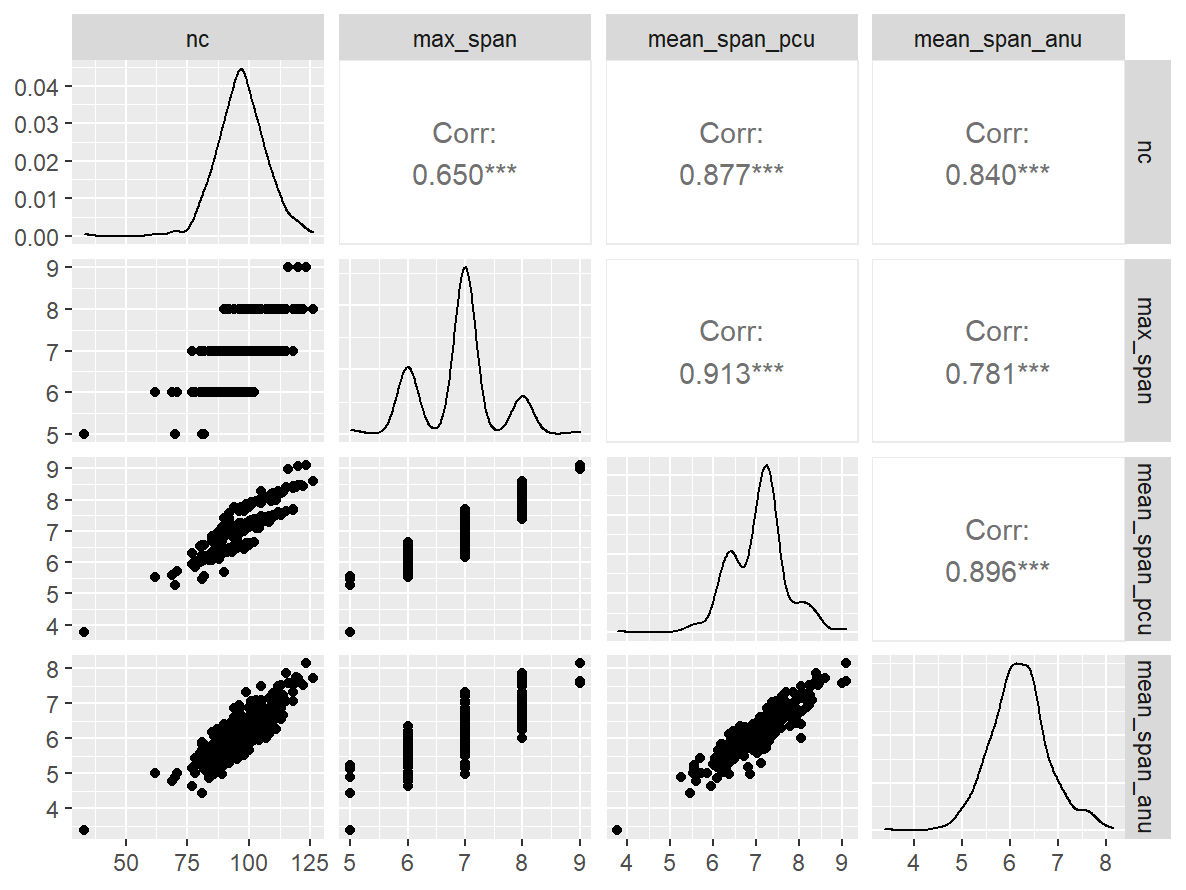 nc
max_span
mean_span_pcu
mean_span_anu
0.04
0.03
0.02
0.01
0.00
Corr:
0.650***
Corr:
0.877***
Corr:
0.840***
nc
9
8
7
6
5
Corr:
0.913***
Corr:
0.781***
max_span
9
8
7
6
5
4
Corr:
0.896***
mean_span_pcu
8
7
6
5
4
mean_span_anu
50 75 100 125
5 6 7 8 9
4 5 6 7 8 9
4 5 6 7 8